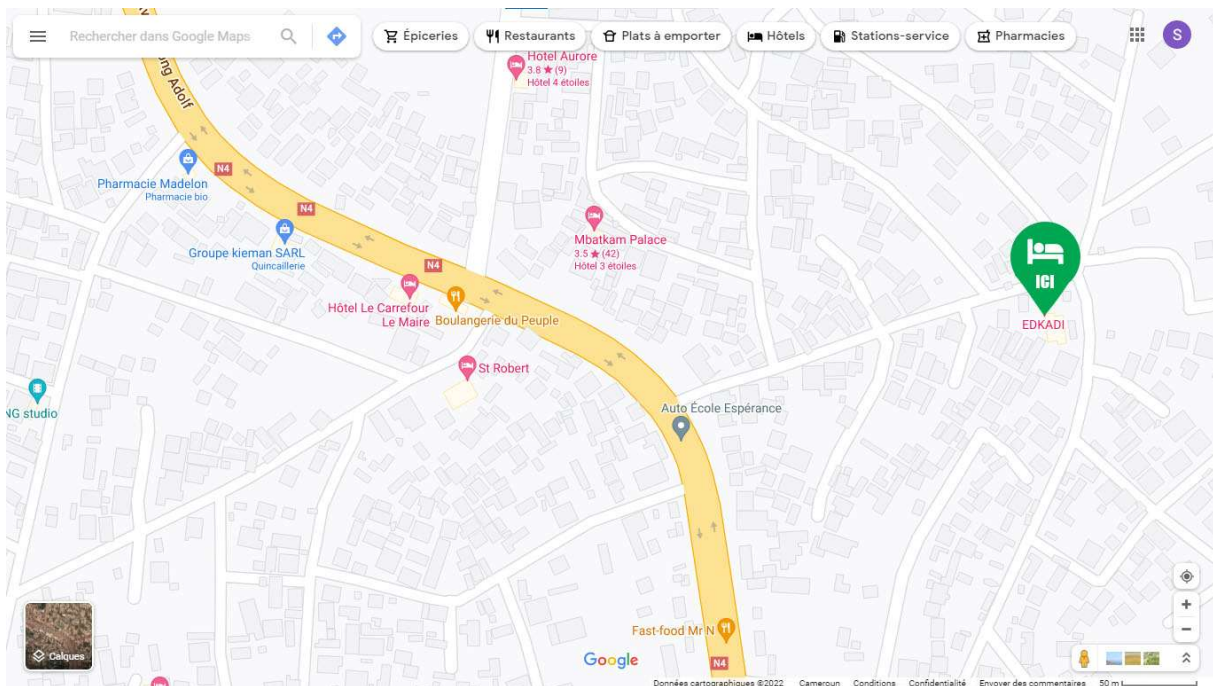 Rechercher dans Google Maps
Épiceries
Restaurants
Plats à emporter
Hôtels
Stations-service
Pharmacies
S
ong Adolf
Hotel Aurore
3.8 ★ (9)
Hôtel 4 étoiles
N4
Pharmacie Madelon
Pharmacie bio
N4
Groupe kieman SARL
Quincaillerie
Mbatkam Palace
3.5 ★ (42)
Hôtel 3 étoiles
N4
ICI
EDKADI
Hôtel Le Carrefour
Le Maire
Boulangerie du Peuple
St Robert
NG studio
Auto École Espérance
Calques
Fast-food Mr N
Google
N4
Données cartographiques ©2022 Cameroun Conditions Confidentialité Envoyer des commentaires 50 m